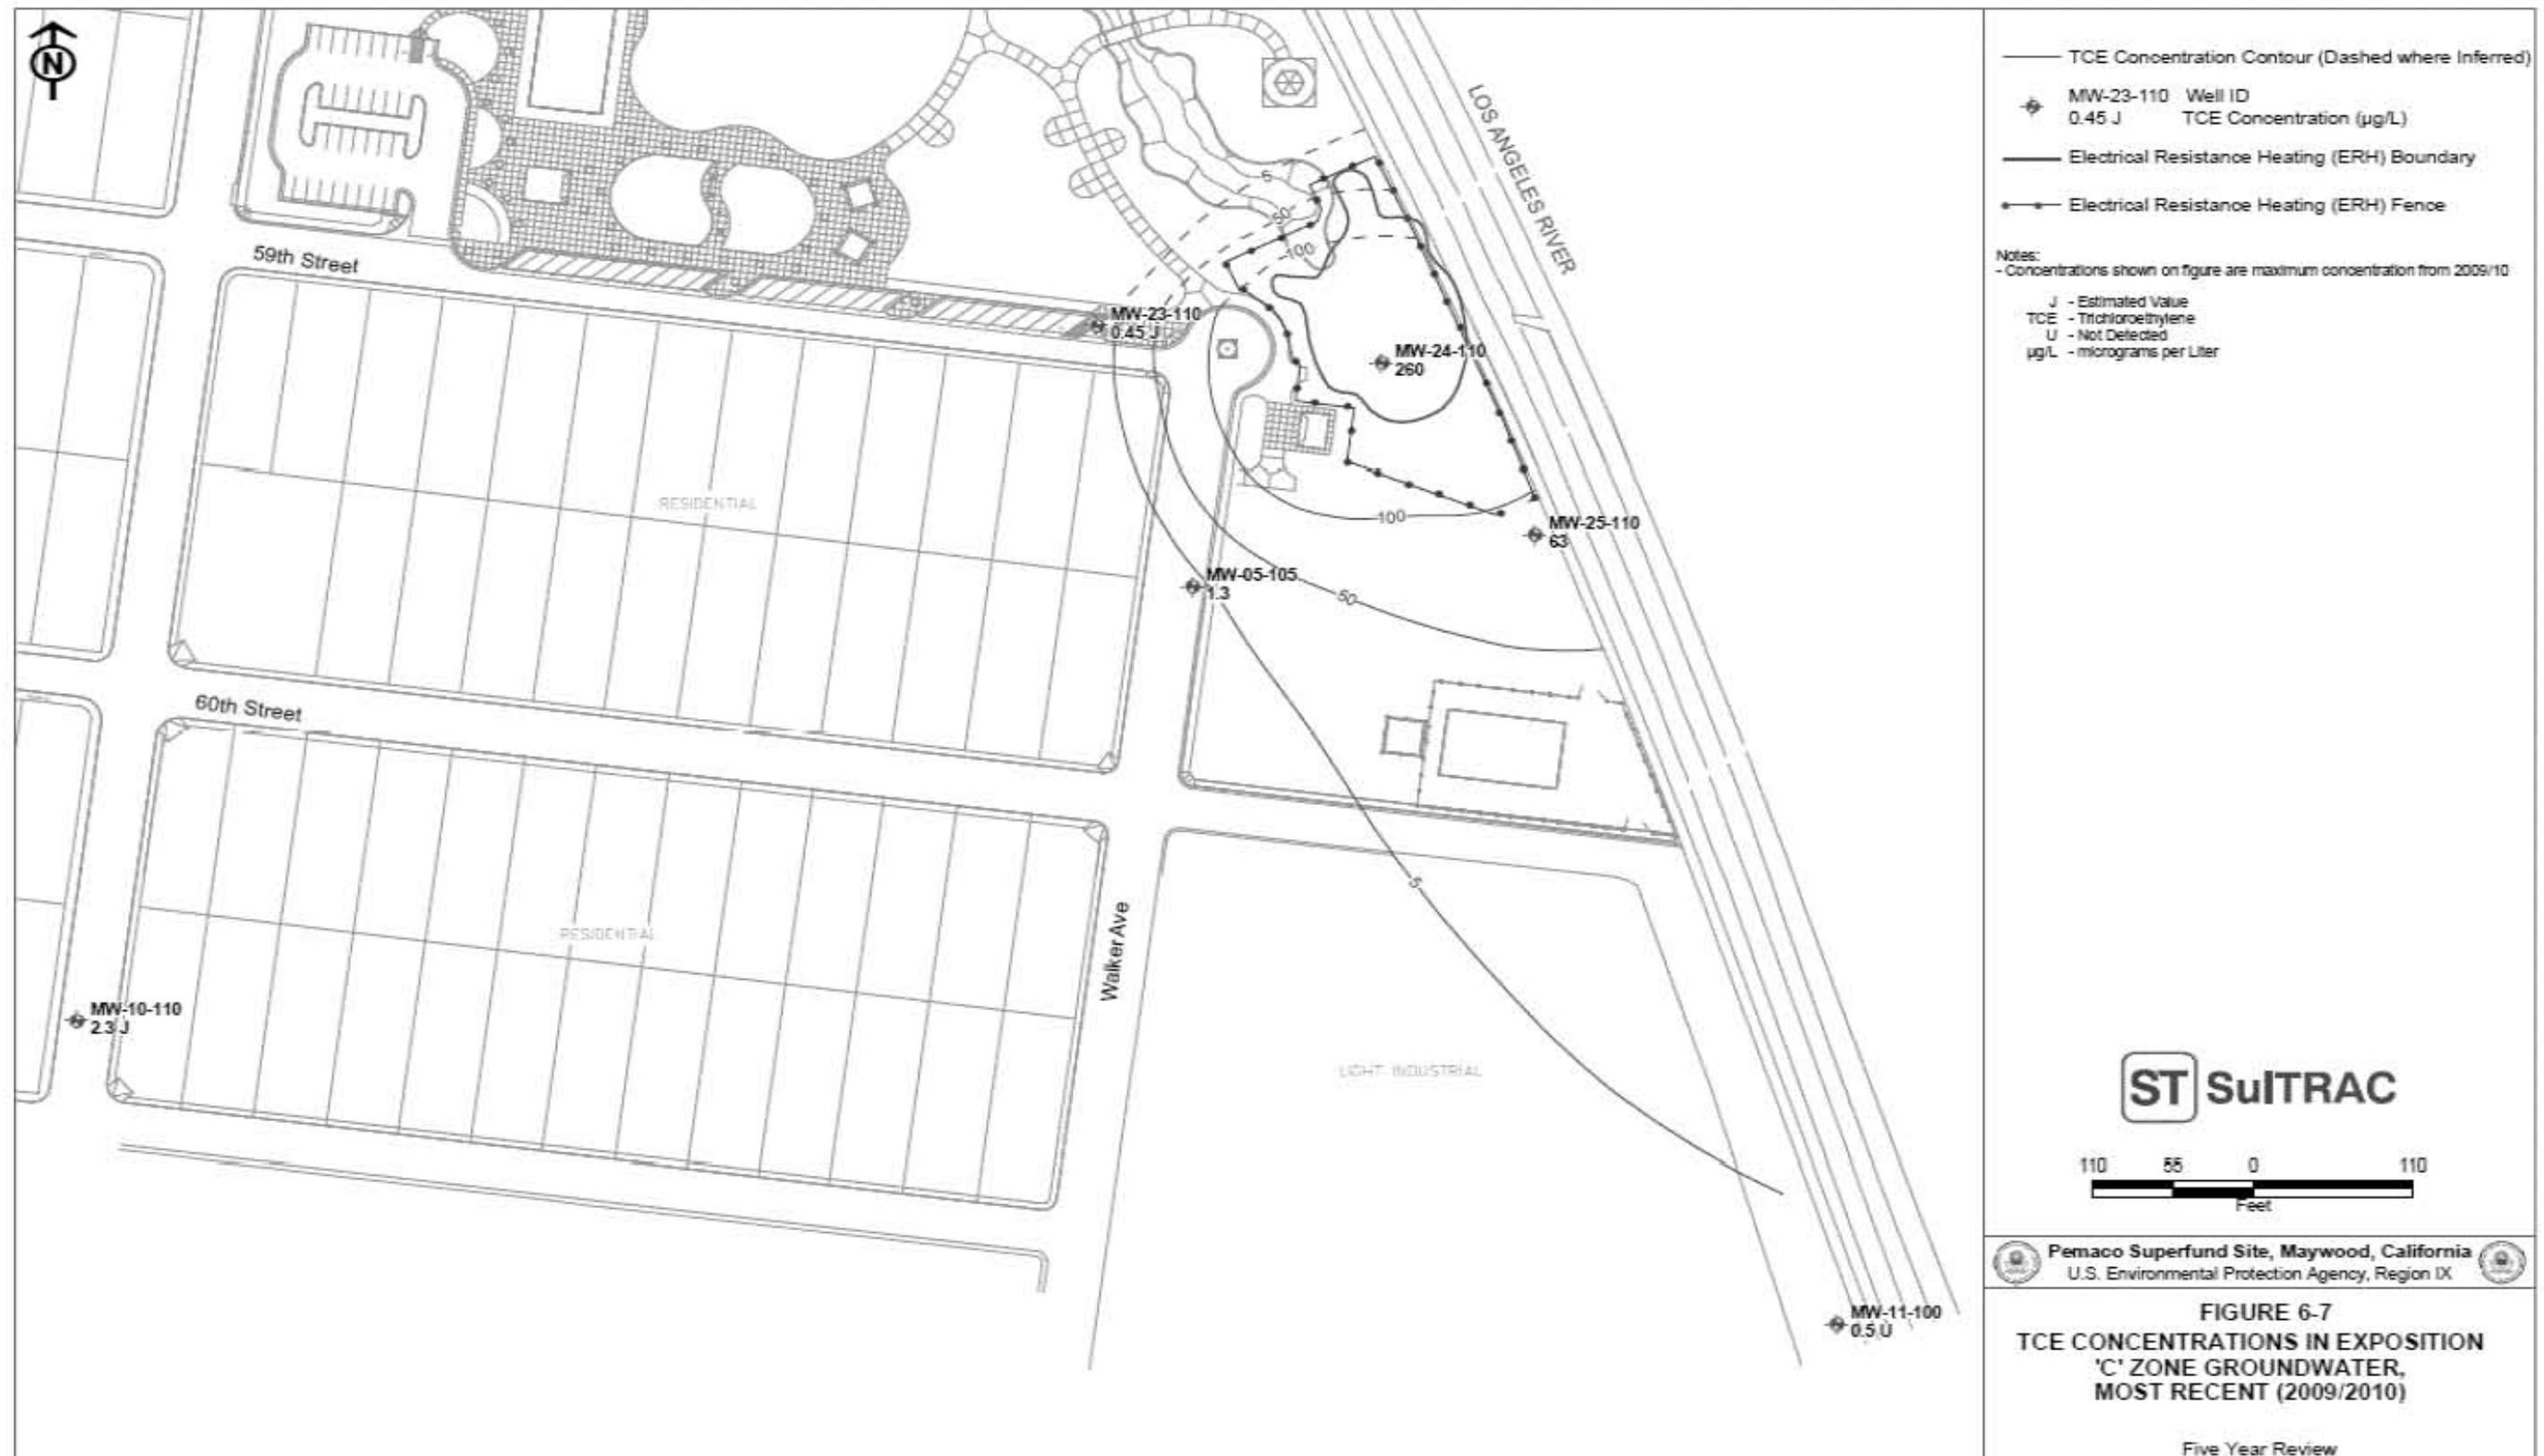 N
59th Street
60th Street
Walker Ave
LOS ANGELES RIVER
RESIDENTIAL
RESIDENTIAL
LIGHT INDUSTRIAL
5
50
100
100
50
5
MW-23-110
0.45 J
MW-24-110
260
MW-25-110
63
MW-05-105
1.3
MW-10-110
2.3 J
MW-11-100
0.5 U
TCE Concentration Contour (Dashed where Inferred)
MW-23-110 Well ID
0.45 J TCE Concentration (µg/L)
Electrical Resistance Heating (ERH) Boundary
Electrical Resistance Heating (ERH) Fence
Notes:
- Concentrations shown on figure are maximum concentration from 2009/10
J - Estimated Value
TCE - Trichloroethylene
U - Not Detected
µg/L - micrograms per Liter
ST SulTRAC
110 55 0 110
Feet
Pemaco Superfund Site, Maywood, California
U.S. Environmental Protection Agency, Region IX
FIGURE 6-7
TCE CONCENTRATIONS IN EXPOSITION
'C' ZONE GROUNDWATER,
MOST RECENT (2009/2010)
Five Year Review